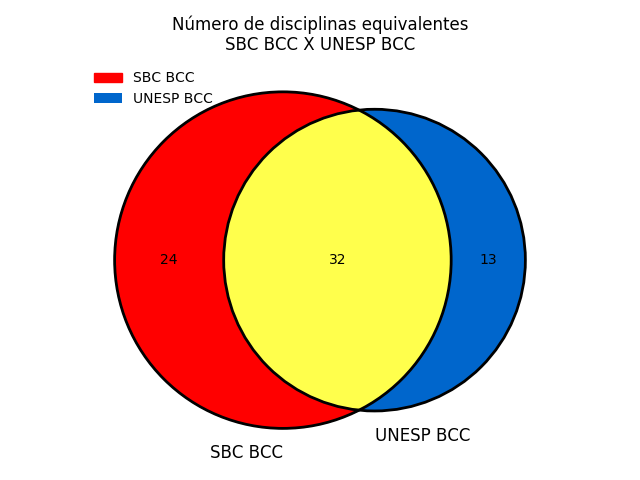 Número de disciplinas equivalentes
SBC BCC X UNESP BCC
SBC BCC
UNESP BCC
24
32
13
UNESP BCC
SBC BCC